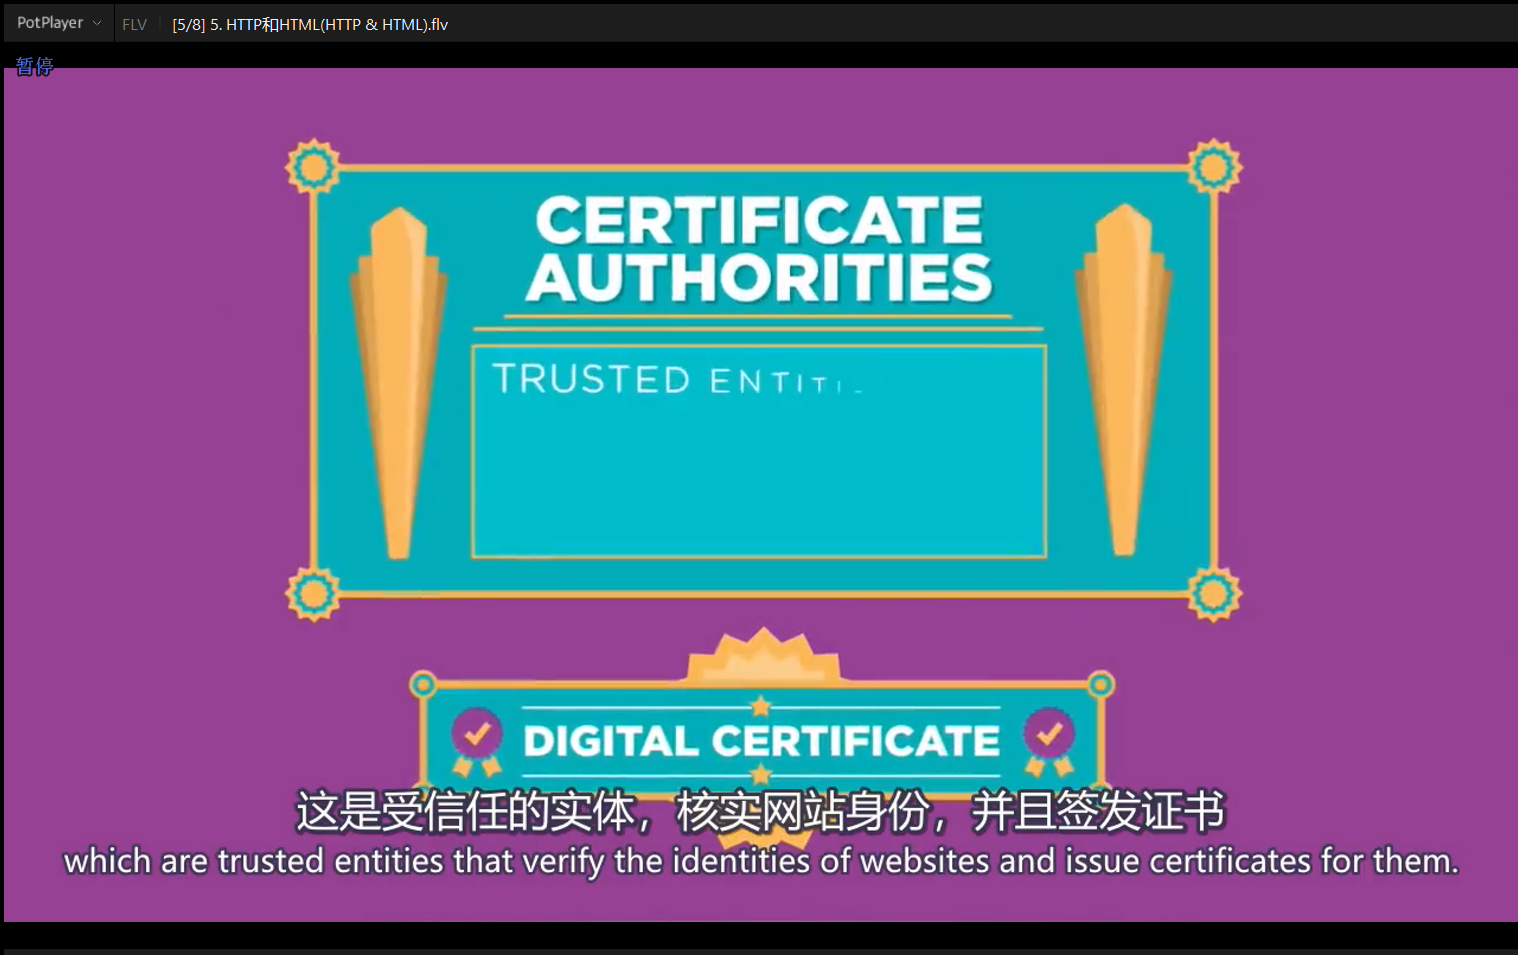 PotPlayer
FLV
[5/8] 5. HTTP和HTML(HTTP & HTML).flv
暂停
CERTIFICATE
AUTHORITIES
TRUSTED ENTITI
DIGITAL CERTIFICATE
这是受信任的实体，核实网站身份，并且签发证书
which are trusted entities that verify the identities of websites and issue certificates for them.